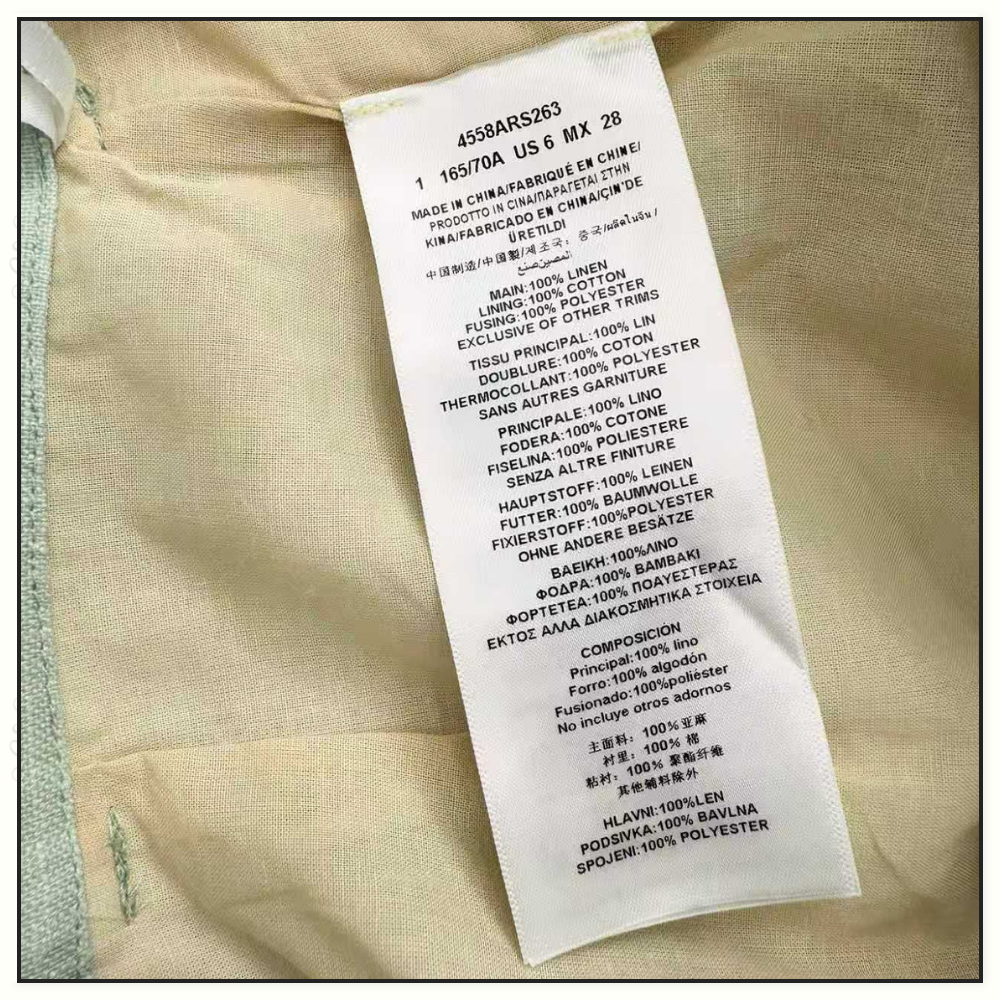 4558ARS263
1 165/70A US 6 MX 28
MADE IN CHINA/FABRIQUÉ EN CHINE/
PRODOTTO IN CINA/ΠΑΡΑΓΕΤΑΙ ΣΤΗΝ
KINA/FABRICADO EN CHINA/ÇIN'DE
ÜRETILDI
中国制造/中国製/제조국: 중국/ผลิตในจีน/
المصين صنع
MAIN:100% LINEN
LINING:100% COTTON
FUSING:100% POLYESTER
EXCLUSIVE OF OTHER TRIMS
TISSU PRINCIPAL:100% LIN
DOUBLURE:100% COTON
THERMOCOLLANT:100% POLYESTER
SANS AUTRES GARNITURE
PRINCIPALE:100% LINO
FODERA:100% COTONE
FISELINA:100% POLIESTERE
SENZA ALTRE FINITURE
HAUPTSTOFF:100% LEINEN
FUTTER:100% BAUMWOLLE
FIXIERSTOFF:100%POLYESTER
OHNE ANDERE BESÄTZE
ΒΑΕΙΚΗ:100%ΛΙΝΟ
ΦΟΔΡΑ:100% ΒΑΜΒΑΚΙ
ΦΟΡΤΕΤΕΑ:100% ΠΟΛΥΕΣΤΕΡΑΣ
ΕΚΤΟΣ ΑΛΛΑ ΔΙΑΚΟΣΜΗΤΙΚΑ ΣΤΟΙΧΕΙΑ
COMPOSICIÓN
Principal:100% lino
Forro:100% algodón
Fusionado:100%poliéster
No incluye otros adornos
主面料：100%亚麻
衬里：100% 棉
粘衬：100% 聚酯纤维
其他辅料除外
HLAVNI:100%LEN
PODSIVKA:100% BAVLNA
SPOJENI:100% POLYESTER